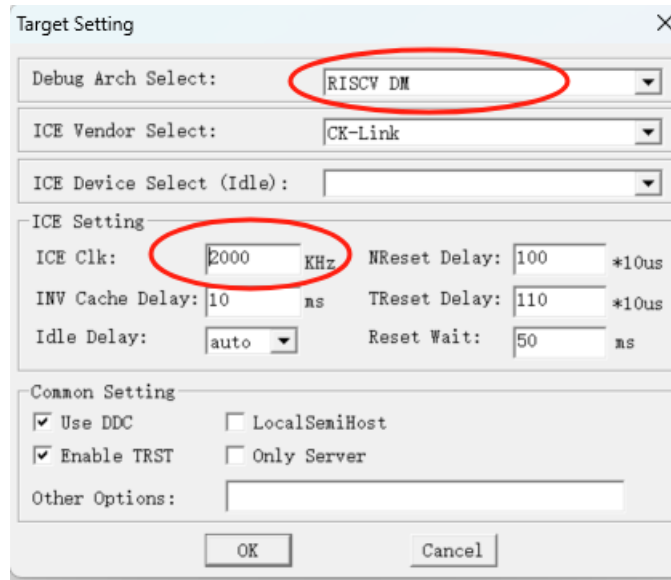 Target Setting
Debug Arch Select: RISCV DM
ICE Vendor Select: CK-Link
ICE Device Select (Idle):
ICE Setting
ICE Clk: 2000 KHz NReset Delay: 100 *10us
INV Cache Delay: 10 ms TReset Delay: 110 *10us
Idle Delay: auto Reset Wait: 50 ms
Common Setting
Use DDC LocalSemiHost
Enable TRST Only Server
Other Options:
OK Cancel